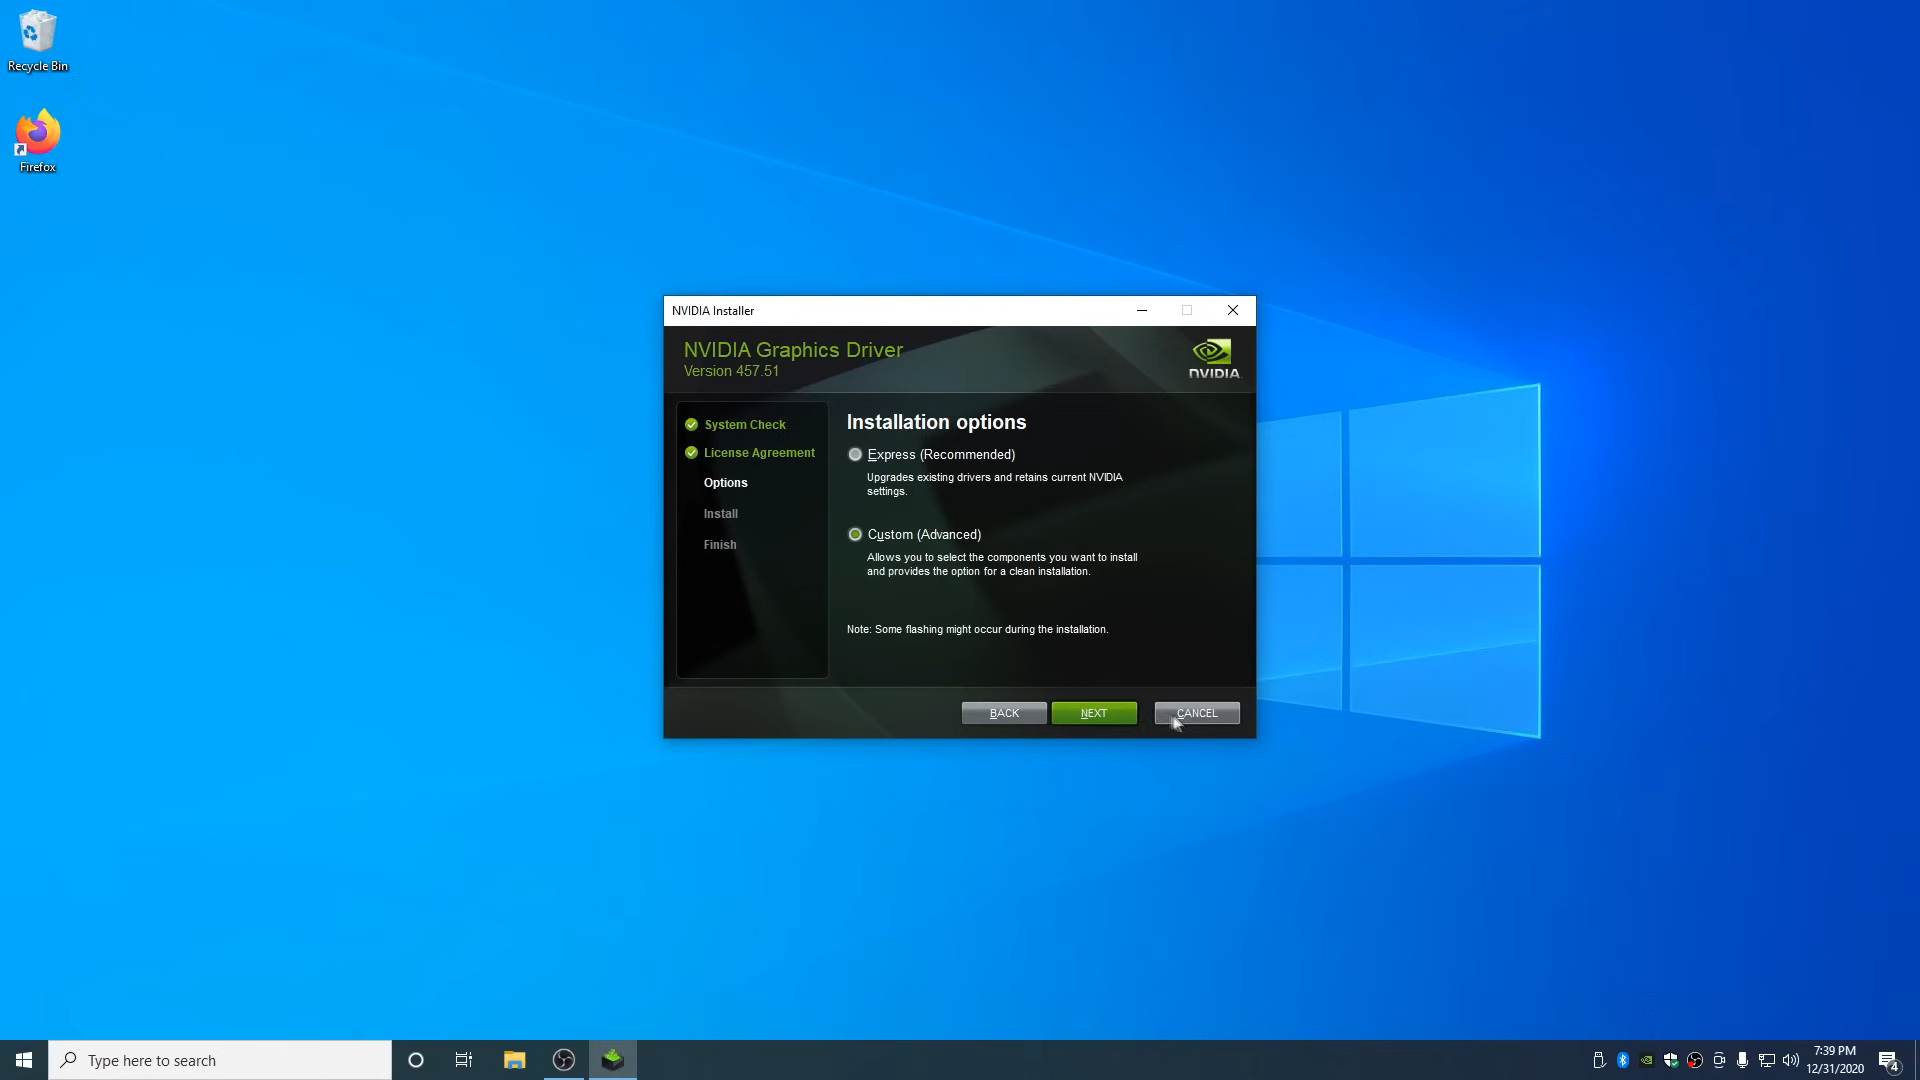 Recycle Bin
Firefox
NVIDIA Installer
NVIDIA Graphics Driver
Version 457.51
NVIDIA
System Check
License Agreement
Options
Install
Finish
Installation options
Express (Recommended)
Upgrades existing drivers and retains current NVIDIA
settings.
Custom (Advanced)
Allows you to select the components you want to install
and provides the option for a clean installation.
Note: Some flashing might occur during the installation.
BACK
NEXT
CANCEL
Type here to search
7:39 PM
12/31/2020
4